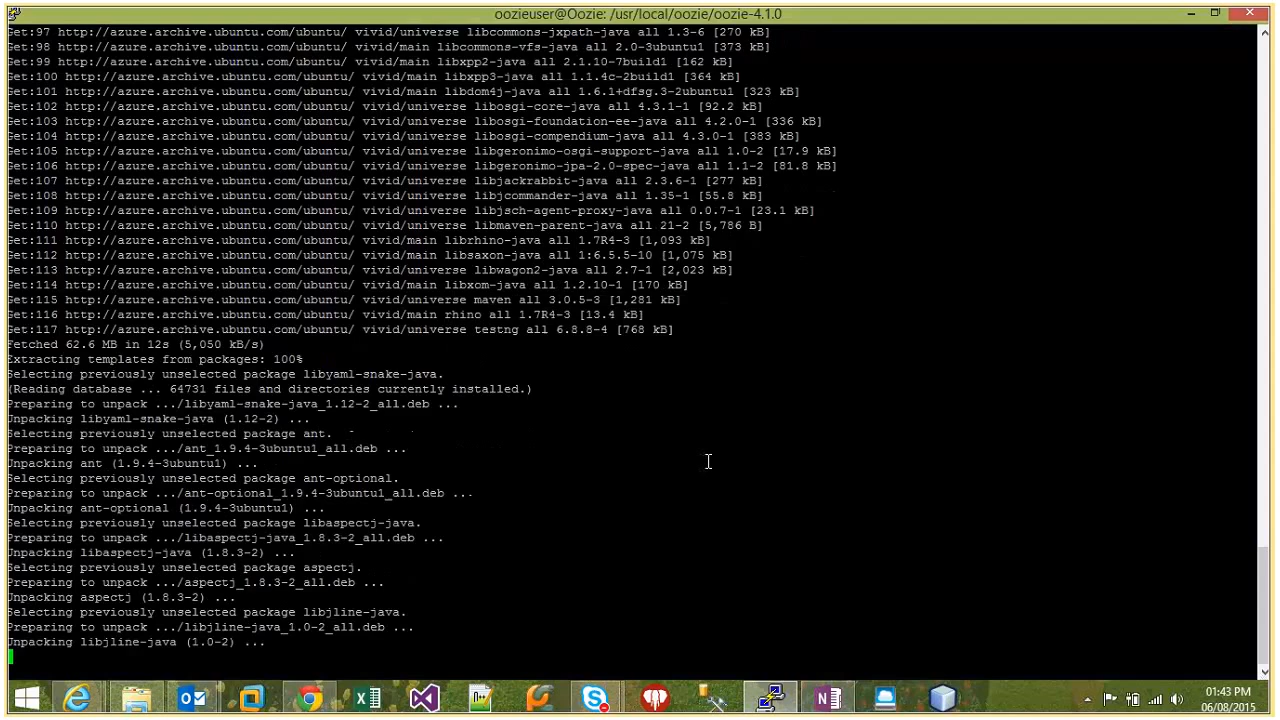 oozieuser@Oozie: /usr/local/oozie/oozie-4.1.0
Get:97 http://azure.archive.ubuntu.com/ubuntu/ vivid/universe libcommons-jxpath-java all 1.3-6 [270 kB]
Get:98 http://azure.archive.ubuntu.com/ubuntu/ vivid/main libcommons-vfs-java all 2.0-3ubuntu1 [373 kB]
Get:99 http://azure.archive.ubuntu.com/ubuntu/ vivid/main libxpp2-java all 2.1.10-7build1 [162 kB]
Get:100 http://azure.archive.ubuntu.com/ubuntu/ vivid/main libxpp3-java all 1.1.4c-2build1 [364 kB]
Get:101 http://azure.archive.ubuntu.com/ubuntu/ vivid/main libdom4j-java all 1.6.1+dfsg.3-2ubuntu1 [323 kB]
Get:102 http://azure.archive.ubuntu.com/ubuntu/ vivid/universe libosgi-core-java all 4.3.1-1 [92.2 kB]
Get:103 http://azure.archive.ubuntu.com/ubuntu/ vivid/universe libosgi-foundation-ee-java all 4.2.0-1 [336 kB]
Get:104 http://azure.archive.ubuntu.com/ubuntu/ vivid/universe libosgi-compendium-java all 4.3.0-1 [383 kB]
Get:105 http://azure.archive.ubuntu.com/ubuntu/ vivid/universe libgeronimo-osgi-support-java all 1.0-2 [17.9 kB]
Get:106 http://azure.archive.ubuntu.com/ubuntu/ vivid/universe libgeronimo-jpa-2.0-spec-java all 1.1-2 [81.8 kB]
Get:107 http://azure.archive.ubuntu.com/ubuntu/ vivid/universe libjackrabbit-java all 2.3.6-1 [277 kB]
Get:108 http://azure.archive.ubuntu.com/ubuntu/ vivid/universe libjcommander-java all 1.35-1 [55.8 kB]
Get:109 http://azure.archive.ubuntu.com/ubuntu/ vivid/universe libjsch-agent-proxy-java all 0.0.7-1 [23.1 kB]
Get:110 http://azure.archive.ubuntu.com/ubuntu/ vivid/universe libmaven-parent-java all 21-2 [5,786 B]
Get:111 http://azure.archive.ubuntu.com/ubuntu/ vivid/main librhino-java all 1.7R4-3 [1,093 kB]
Get:112 http://azure.archive.ubuntu.com/ubuntu/ vivid/main libsaxon-java all 1:6.5.5-10 [1,075 kB]
Get:113 http://azure.archive.ubuntu.com/ubuntu/ vivid/universe libwagon2-java all 2.7-1 [2,023 kB]
Get:114 http://azure.archive.ubuntu.com/ubuntu/ vivid/main libxom-java all 1.2.10-1 [170 kB]
Get:115 http://azure.archive.ubuntu.com/ubuntu/ vivid/universe maven all 3.0.5-3 [1,281 kB]
Get:116 http://azure.archive.ubuntu.com/ubuntu/ vivid/main rhino all 1.7R4-3 [13.4 kB]
Get:117 http://azure.archive.ubuntu.com/ubuntu/ vivid/universe testng all 6.8.8-4 [768 kB]
Fetched 62.6 MB in 12s (5,050 kB/s)
Extracting templates from packages: 100%
Selecting previously unselected package libyaml-snake-java.
(Reading database ... 64731 files and directories currently installed.)
Preparing to unpack .../libyaml-snake-java_1.12-2_all.deb ...
Unpacking libyaml-snake-java (1.12-2) ...
Selecting previously unselected package ant.
Preparing to unpack .../ant_1.9.4-3ubuntu1_all.deb ...
Unpacking ant (1.9.4-3ubuntu1) ...
Selecting previously unselected package ant-optional.
Preparing to unpack .../ant-optional_1.9.4-3ubuntu1_all.deb ...
Unpacking ant-optional (1.9.4-3ubuntu1) ...
Selecting previously unselected package libaspectj-java.
Preparing to unpack .../libaspectj-java_1.8.3-2_all.deb ...
Unpacking libaspectj-java (1.8.3-2) ...
Selecting previously unselected package aspectj.
Preparing to unpack .../aspectj_1.8.3-2_all.deb ...
Unpacking aspectj (1.8.3-2) ...
Selecting previously unselected package libjline-java.
Preparing to unpack .../libjline-java_1.0-2_all.deb ...
Unpacking libjline-java (1.0-2) ...
01:43 PM
06/08/2015